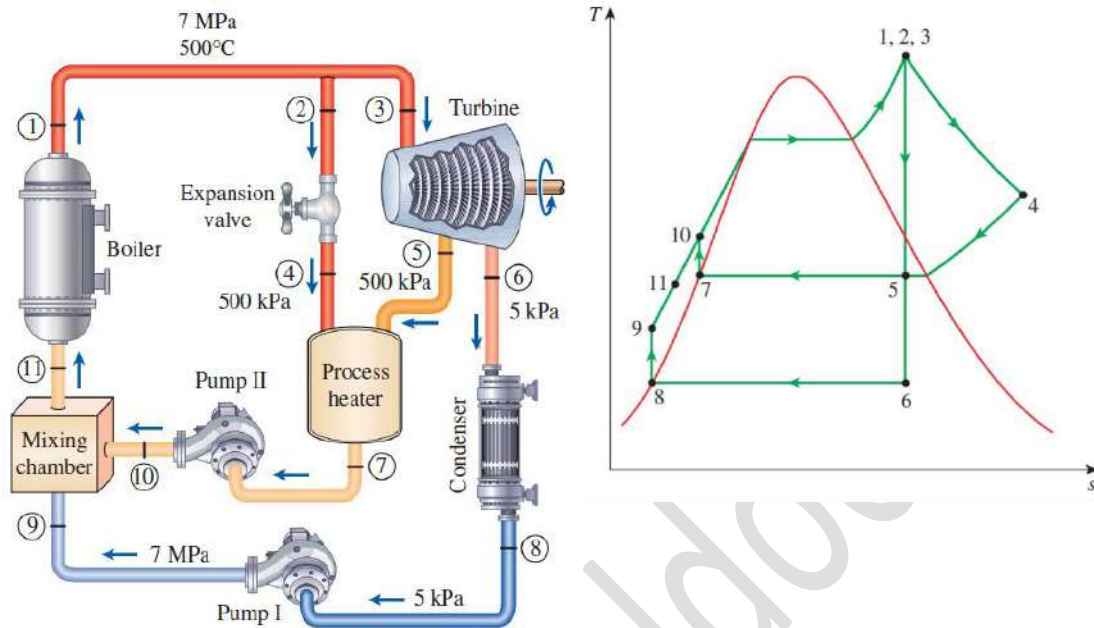 7 MPa
500°C
1
2
3
Turbine
Expansion
valve
Boiler
4
500 kPa
5
500 kPa
6
5 kPa
11
Pump II
Process
heater
Condenser
Mixing
chamber
10
7
9
7 MPa
8
5 kPa
Pump I
T
1, 2, 3
4
10
11
7
5
9
8
6
s